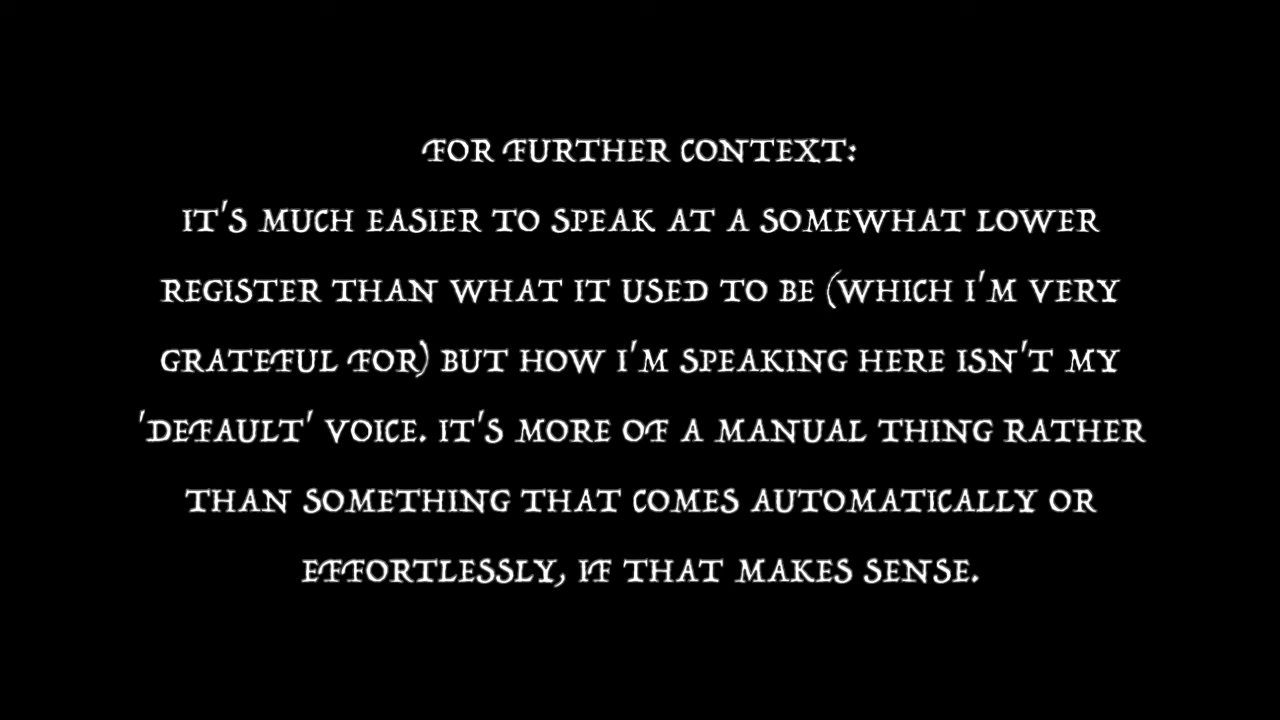 FOR FURTHER CONTEXT:
IT'S MUCH EASIER TO SPEAK AT A SOMEWHAT LOWER
REGISTER THAN WHAT IT USED TO BE (WHICH I'M VERY
GRATEFUL FOR) BUT HOW I'M SPEAKING HERE ISN'T MY
'DEFAULT' VOICE. IT'S MORE OF A MANUAL THING RATHER
THAN SOMETHING THAT COMES AUTOMATICALLY OR
EFFORTLESSLY, IF THAT MAKES SENSE.